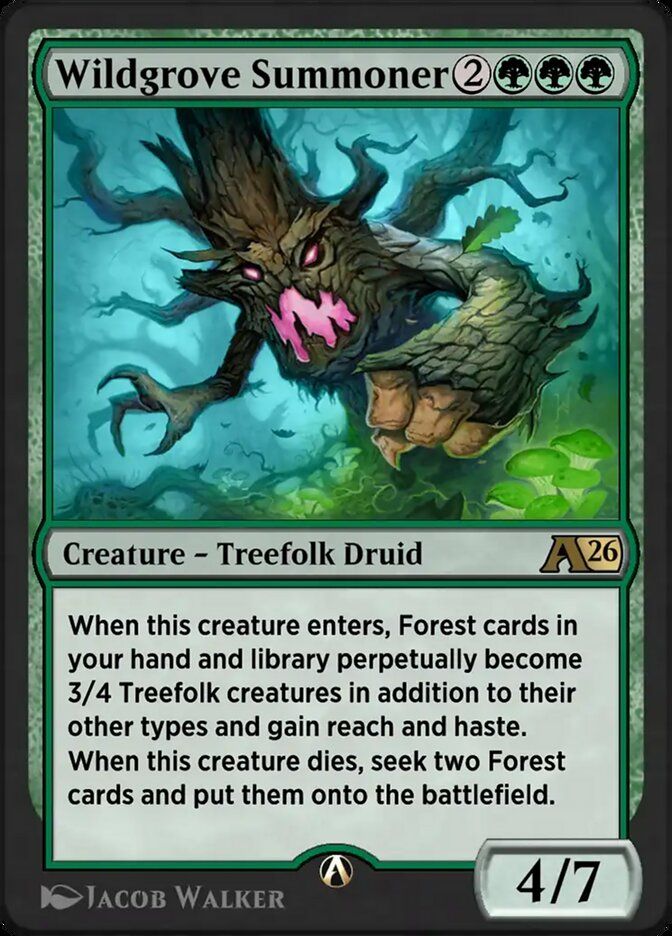 Wildgrove Summoner 2
Creature – Treefolk Druid
A26
When this creature enters, Forest cards in
your hand and library perpetually become
3/4 Treefolk creatures in addition to their
other types and gain reach and haste.
When this creature dies, seek two Forest
cards and put them onto the battlefield.
4/7
Jacob Walker